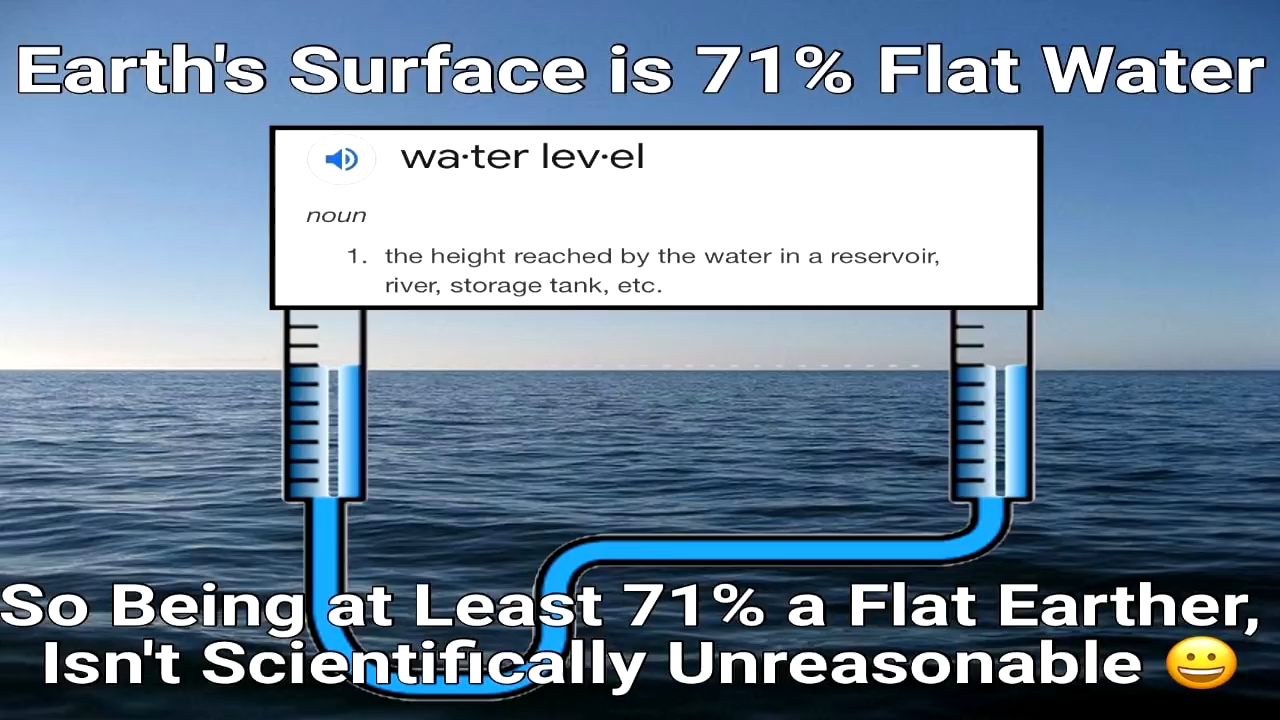 Earth's Surface is 71% Flat Water
wa·ter lev·el
noun
1. the height reached by the water in a reservoir,
river, storage tank, etc.
So Being at Least 71% a Flat Earther,
Isn't Scientifically Unreasonable 😀